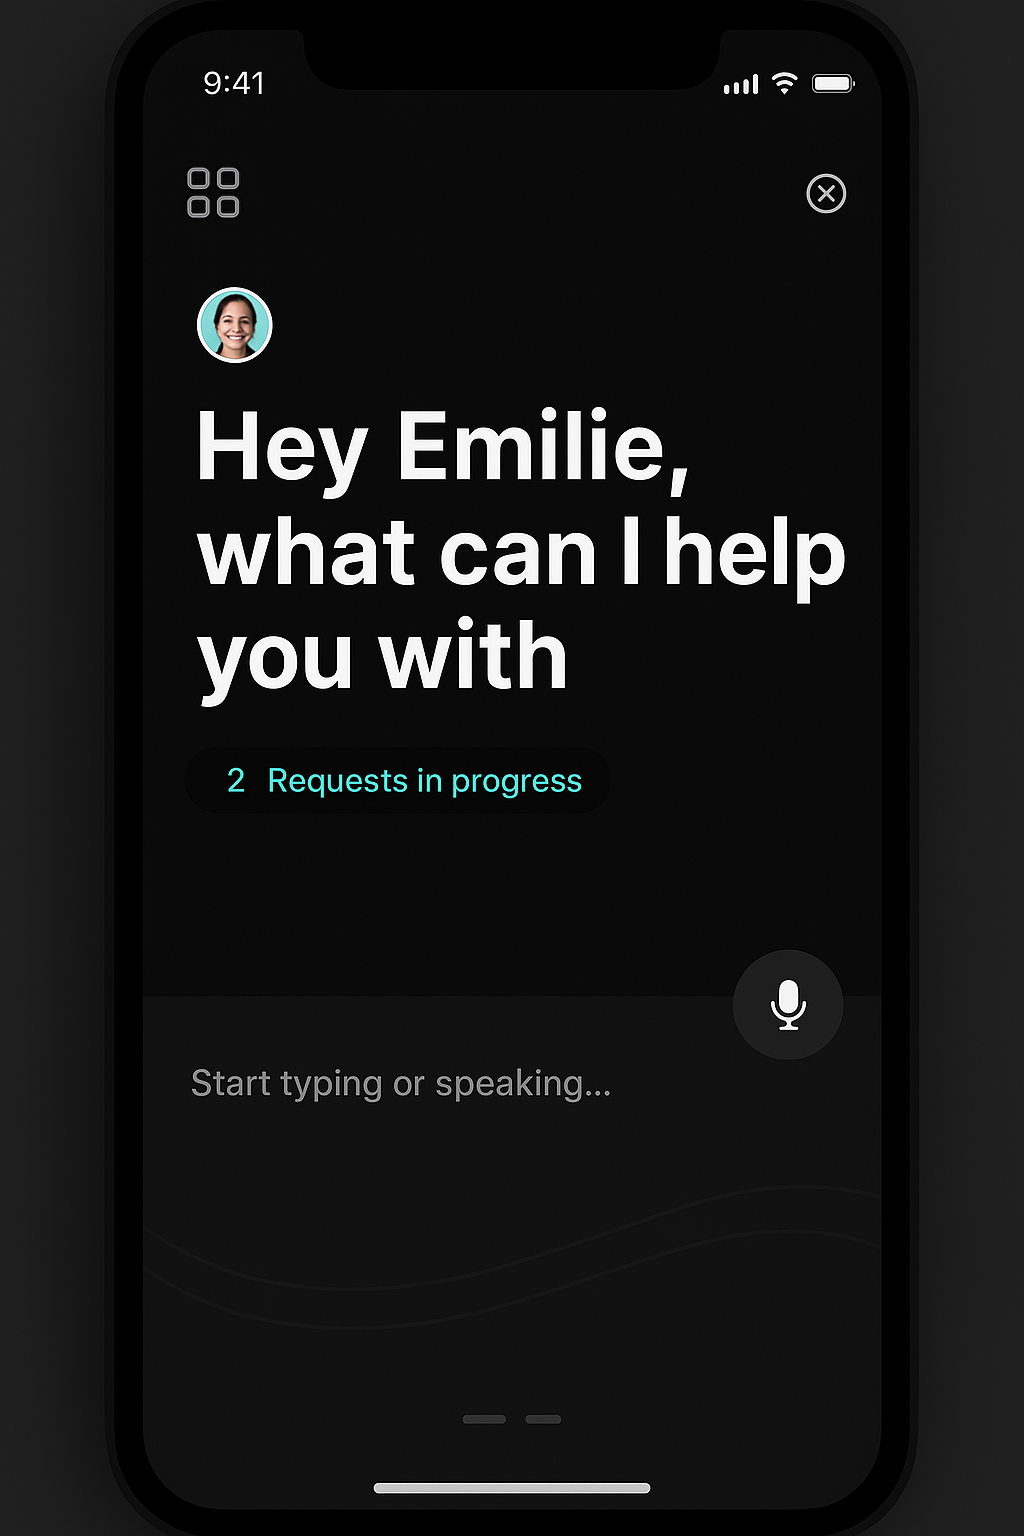 9:41
Hey Emilie,
what can I help
you with
2 Requests in progress
Start typing or speaking...